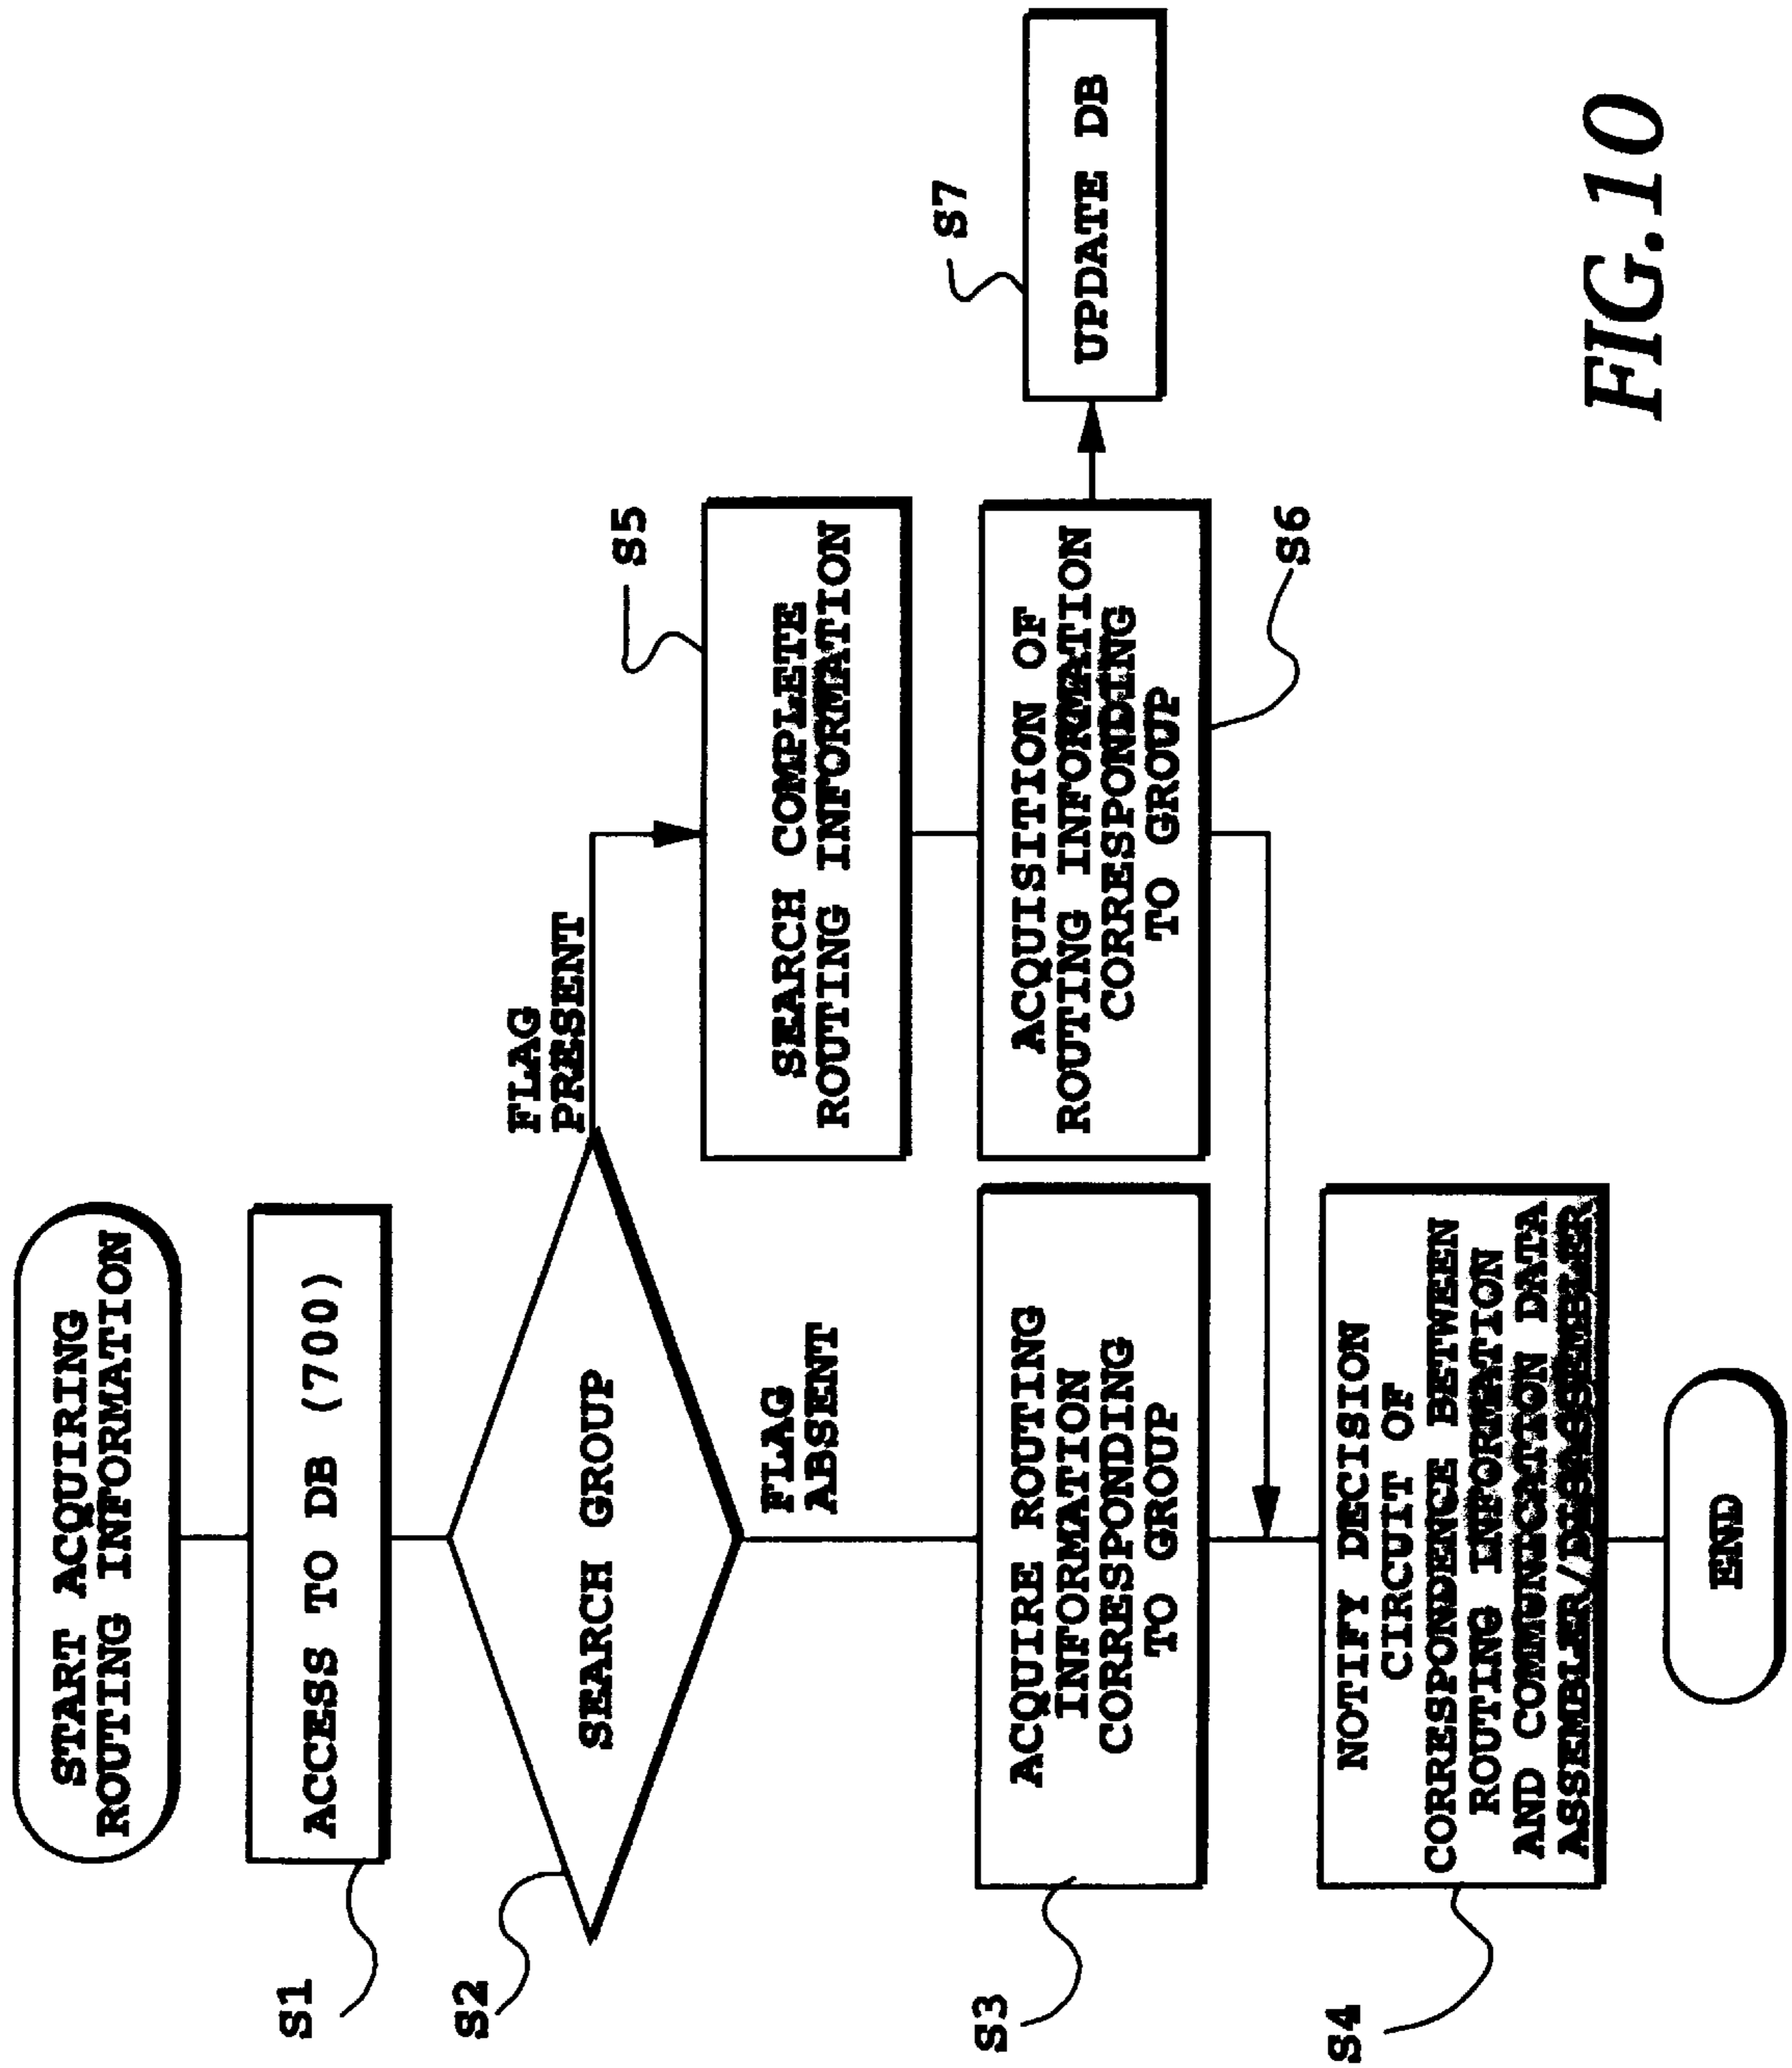 START ACQUIRING
ROUTING INFORMATION
S1
ACCESS TO DB (700)
S2
SEARCH GROUP
FLAG
PRESENT
FLAG
ABSENT
S5
SEARCH COMPLETE
ROUTING INFORMATION
S3
ACQUIRE ROUTING
INFORMATION
CORRESPONDING
TO GROUP
ACQUISITION OF
ROUTING INFORMATION
CORRESPONDING
TO GROUP
S6
S7
UPDATE DB
S4
NOTIFY DECISION
CIRCUIT OF
CORRESPONDENCE BETWEEN
ROUTING INFORMATION
AND COMMUNICATION DATA
ASSEMBLER/DISASSEMBLER
END
FIG.10